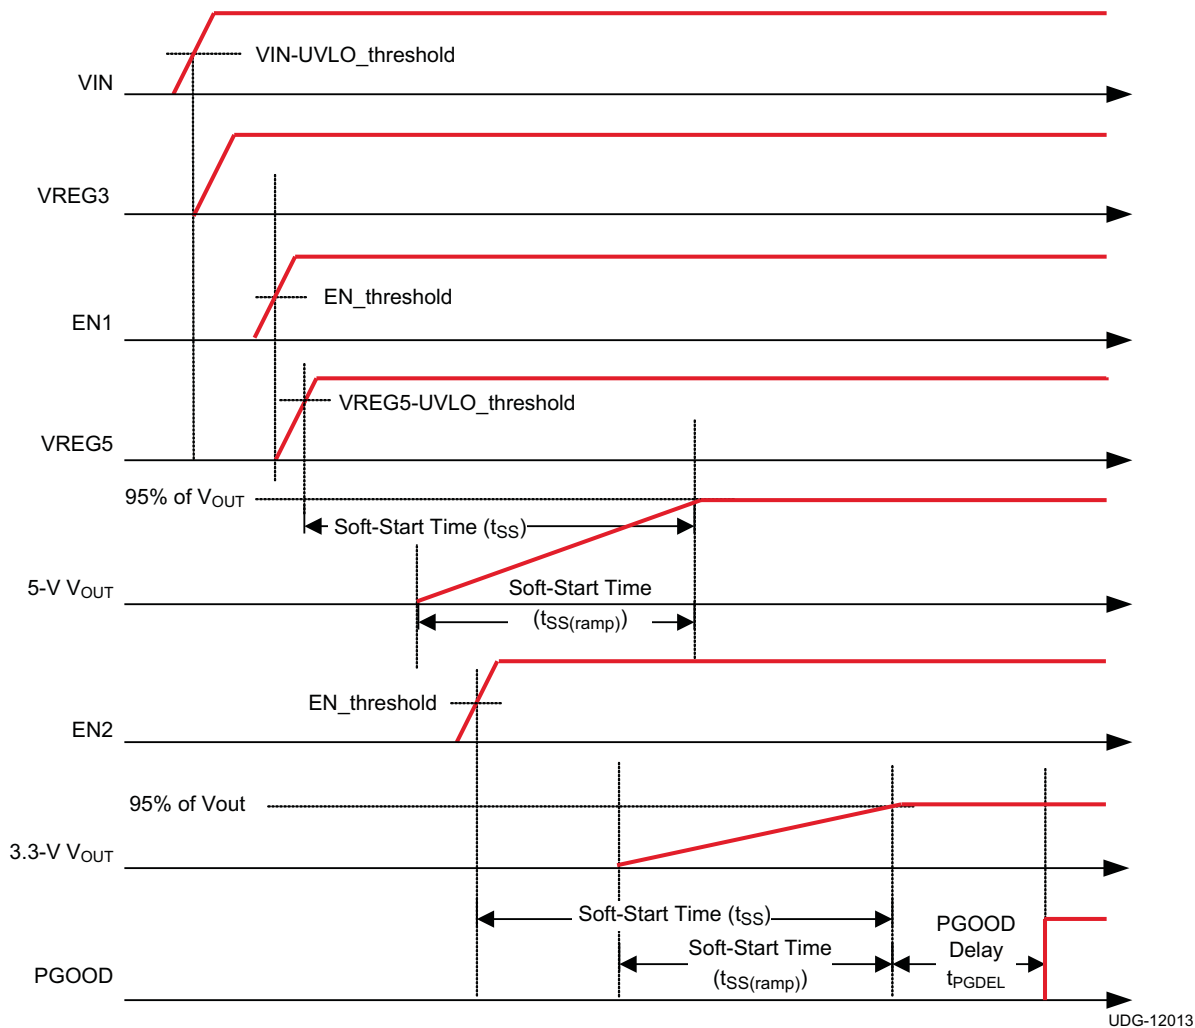 VIN-UVLO_threshold
VIN
VREG3
EN_threshold
EN1
VREG5-UVLO_threshold
VREG5
95% of VOUT
Soft-Start Time (tSS)
5-V VOUT
Soft-Start Time
(tSS(ramp))
EN_threshold
EN2
95% of Vout
3.3-V VOUT
Soft-Start Time (tSS)
PGOOD
Delay
tPGDEL
Soft-Start Time
(tSS(ramp))
PGOOD
UDG-12013